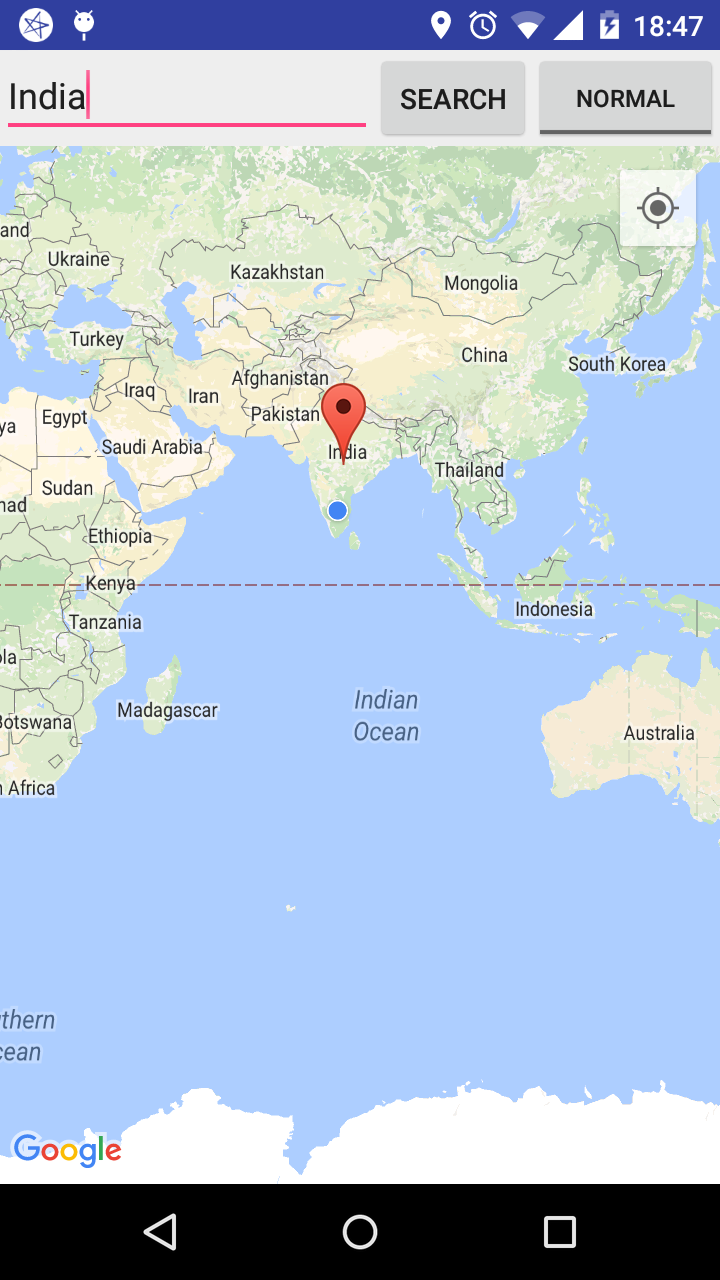 18:47
India
SEARCH
NORMAL
and
Ukraine
Kazakhstan
Mongolia
Turkey
China
South Korea
Afghanistan
Iraq
Iran
Pakistan
Egypt
ya
Saudi Arabia
India
Thailand
Sudan
had
Ethiopia
Kenya
Indonesia
Tanzania
ola
Indian
Ocean
Madagascar
Botswana
Australia
h Africa
thern
cean
Google